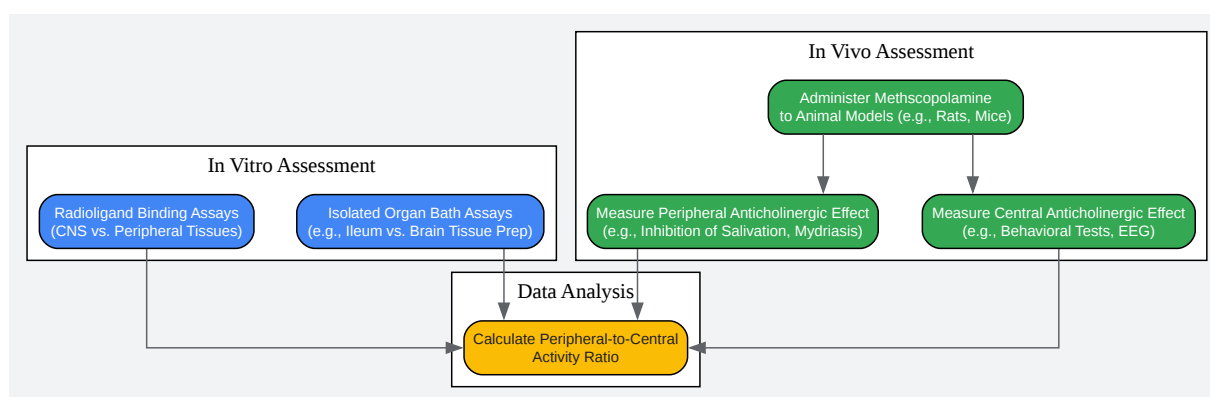 In Vivo Assessment
Administer Methscopolamine
to Animal Models (e.g., Rats, Mice)
In Vitro Assessment
Radioligand Binding Assays
(CNS vs. Peripheral Tissues)
Isolated Organ Bath Assays
(e.g., Ileum vs. Brain Tissue Prep)
Measure Peripheral Anticholinergic Effect
(e.g., Inhibition of Salivation, Mydriasis)
Measure Central Anticholinergic Effect
(e.g., Behavioral Tests, EEG)
Data Analysis
Calculate Peripheral-to-Central
Activity Ratio